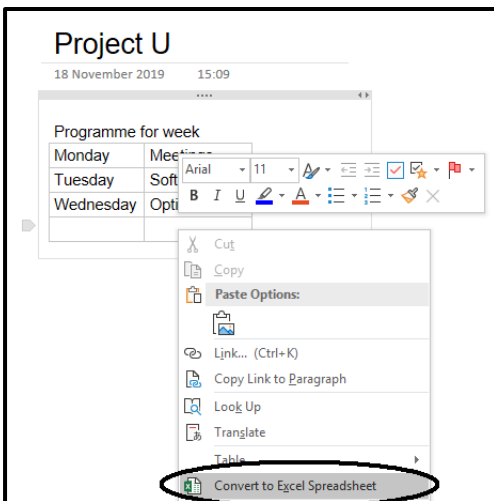 Project U
18 November 2019 15:09
Programme for week
Monday
Tuesday Soft
Wednesday Opti
Arial 11
B I U A
Cut
Copy
Paste Options:
Link... (Ctrl+K)
Copy Link to Paragraph
Look Up
Translate
Table
Convert to Excel Spreadsheet